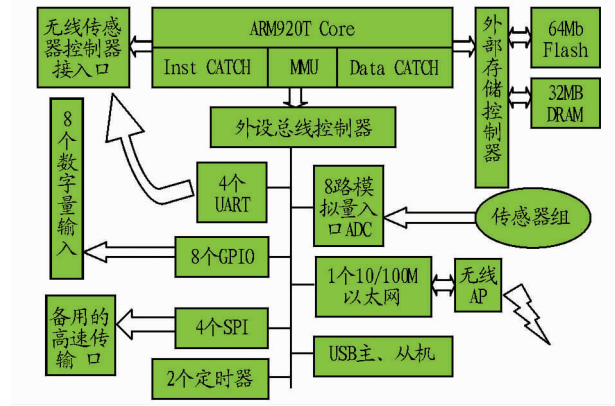 无线传感
器控制器
接入口
ARM920T Core
Inst CATCH
MMU
Data CATCH
外部存储控制器
64Mb
Flash
32MB
DRAM
外设总线控制器
8个数字量输入
4个
UART
8路模
拟量入
口ADC
传感器组
8个GPIO
1个10/100M
以太网
无线
AP
备用的
高速传
输 口
4个SPI
USB主、从机
2个定时器